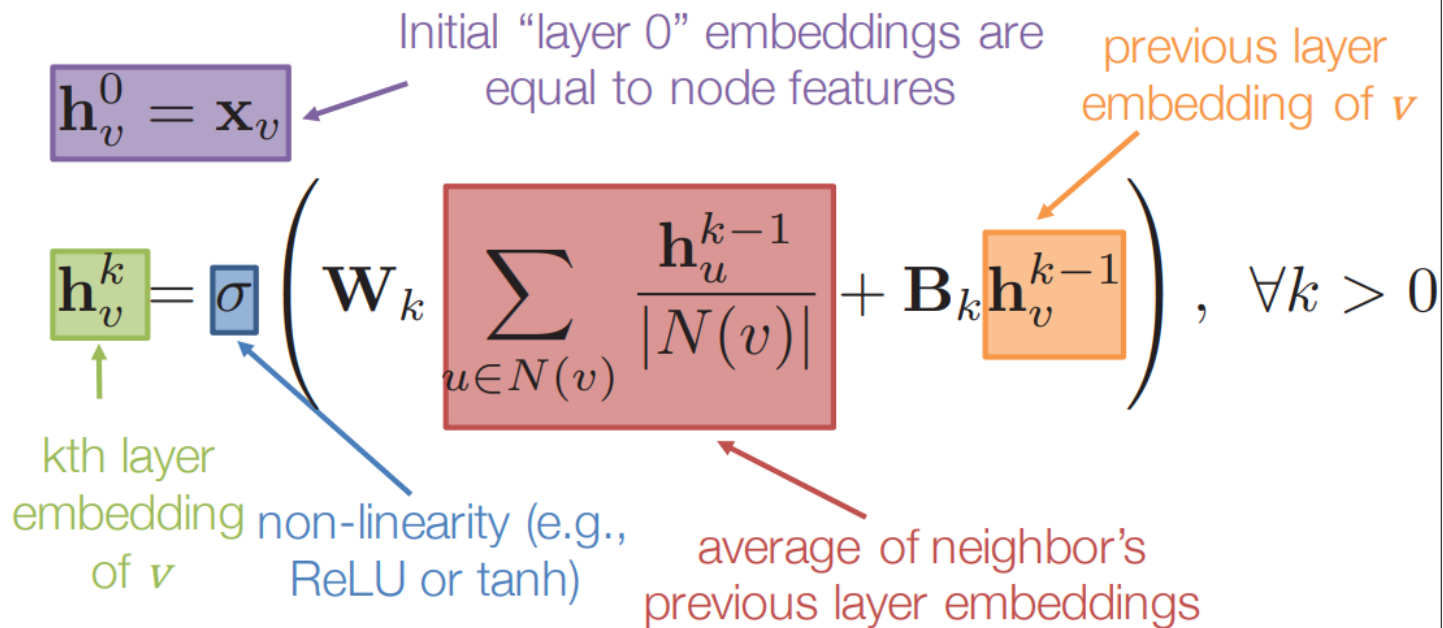 Initial “layer 0” embeddings are
equal to node features
previous layer
embedding of v
h_v^0 = x_v
h_v^k = σ ( W_k ∑_{u∈N(v)} h_u^{k−1} / |N(v)| + B_k h_v^{k−1} ) , ∀k > 0
kth layer
embedding
of v
non-linearity (e.g.,
ReLU or tanh)
average of neighbor’s
previous layer embeddings